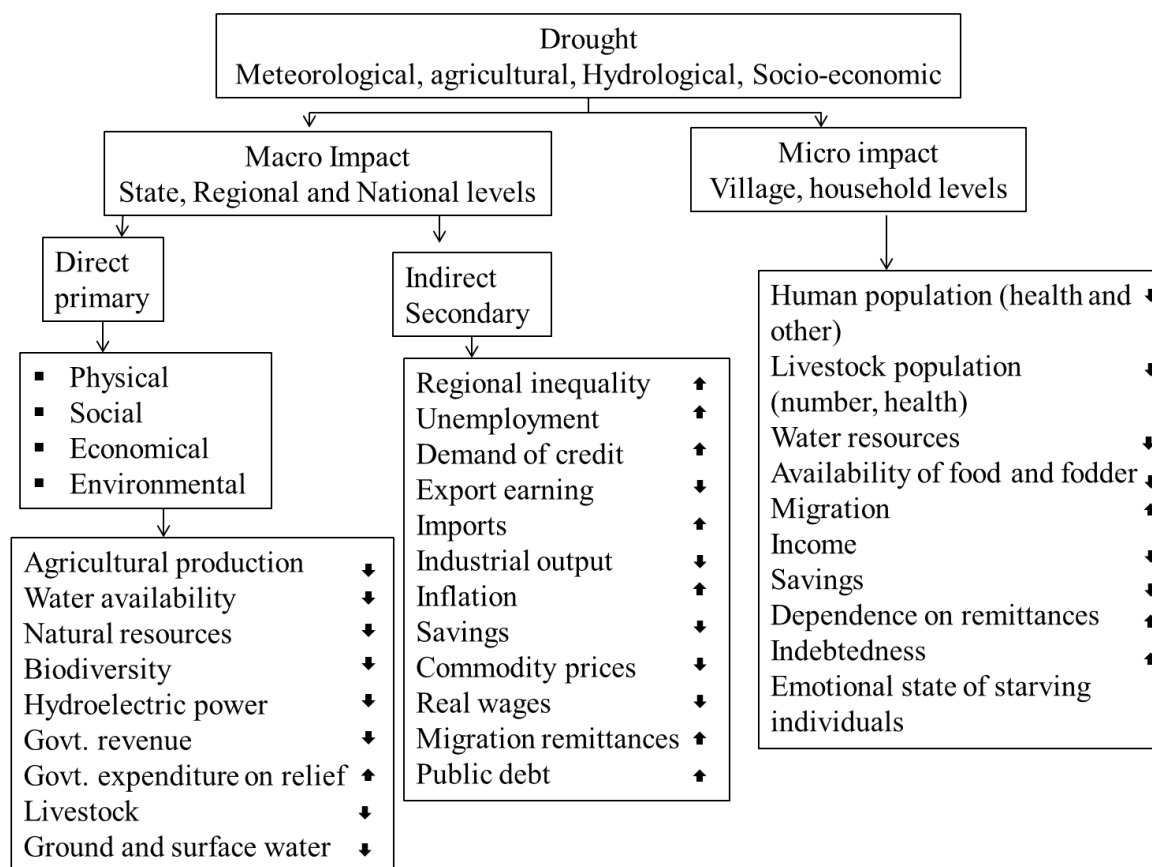 Drought
Meteorological, agricultural, Hydrological, Socio-economic
Macro Impact
State, Regional and National levels
Micro impact
Village, household levels
Direct
primary
Indirect
Secondary
▪ Physical
▪ Social
▪ Economical
▪ Environmental
Agricultural production ⬇
Water availability ⬇
Natural resources ⬇
Biodiversity ⬇
Hydroelectric power ⬇
Govt. revenue ⬇
Govt. expenditure on relief ⬆
Livestock ⬇
Ground and surface water ⬇
Regional inequality ⬆
Unemployment ⬆
Demand of credit ⬆
Export earning ⬇
Imports ⬆
Industrial output ⬇
Inflation ⬆
Savings ⬇
Commodity prices ⬇
Real wages ⬇
Migration remittances ⬆
Public debt ⬆
Human population (health and ⬇
other)
Livestock population ⬇
(number, health)
Water resources ⬇
Availability of food and fodder ⬇
Migration ⬆
Income ⬇
Savings ⬇
Dependence on remittances ⬆
Indebtedness ⬆
Emotional state of starving
individuals